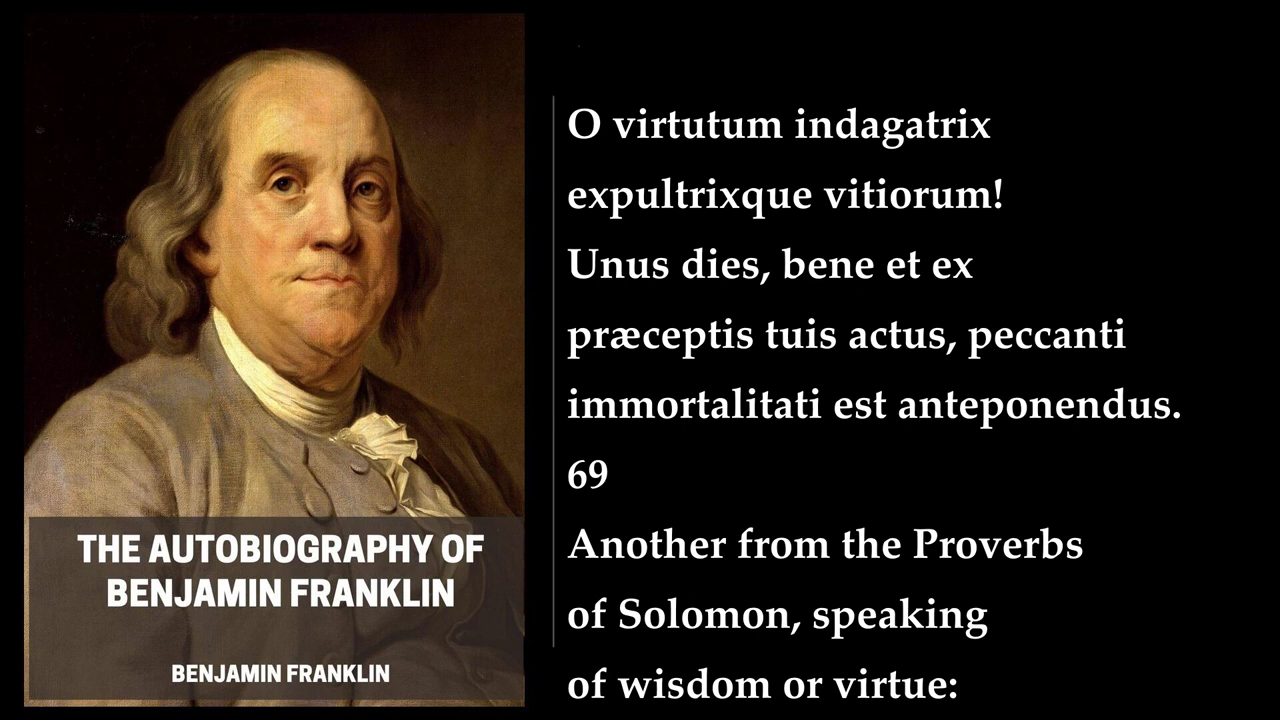 THE AUTOBIOGRAPHY OF
BENJAMIN FRANKLIN
BENJAMIN FRANKLIN
O virtutum indagatrix
expultrixque vitiorum!
Unus dies, bene et ex
præceptis tuis actus, peccanti
immortalitati est anteponendus.
69
Another from the Proverbs
of Solomon, speaking
of wisdom or virtue: